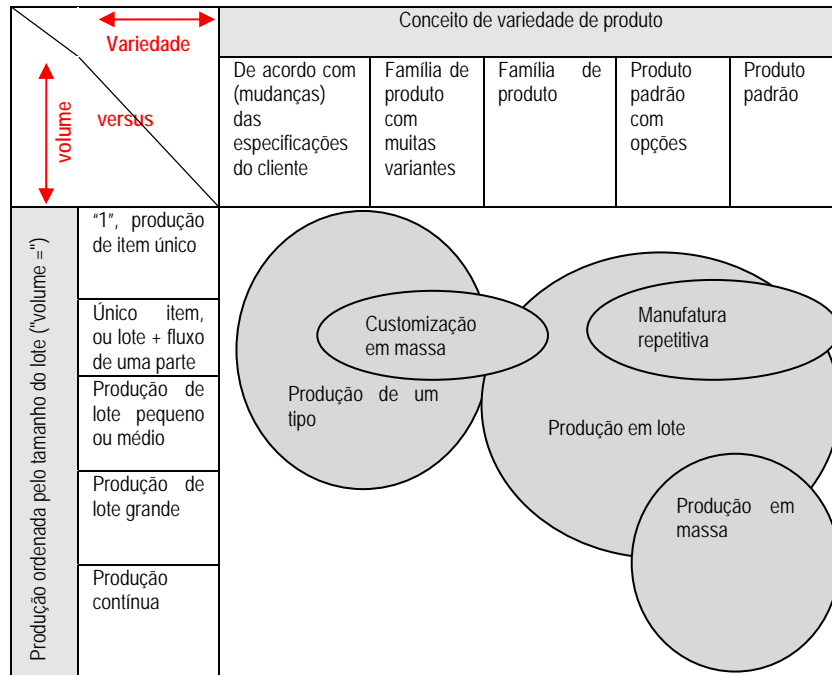 Conceito de variedade de produto
Variedade
versus
volume
De acordo com
(mudanças)
das
especificações
do cliente
Família de
produto
com
muitas
variantes
Família de
produto
Produto
padrão
com
opções
Produto
padrão
Produção ordenada pelo tamanho do lote ("volume =")
"1", produção
de item único
Único item,
ou lote + fluxo
de uma parte
Produção de
lote pequeno
ou médio
Produção de
lote grande
Produção
contínua
Customização
em massa
Produção de um
tipo
Manufatura
repetitiva
Produção em lote
Produção em
massa